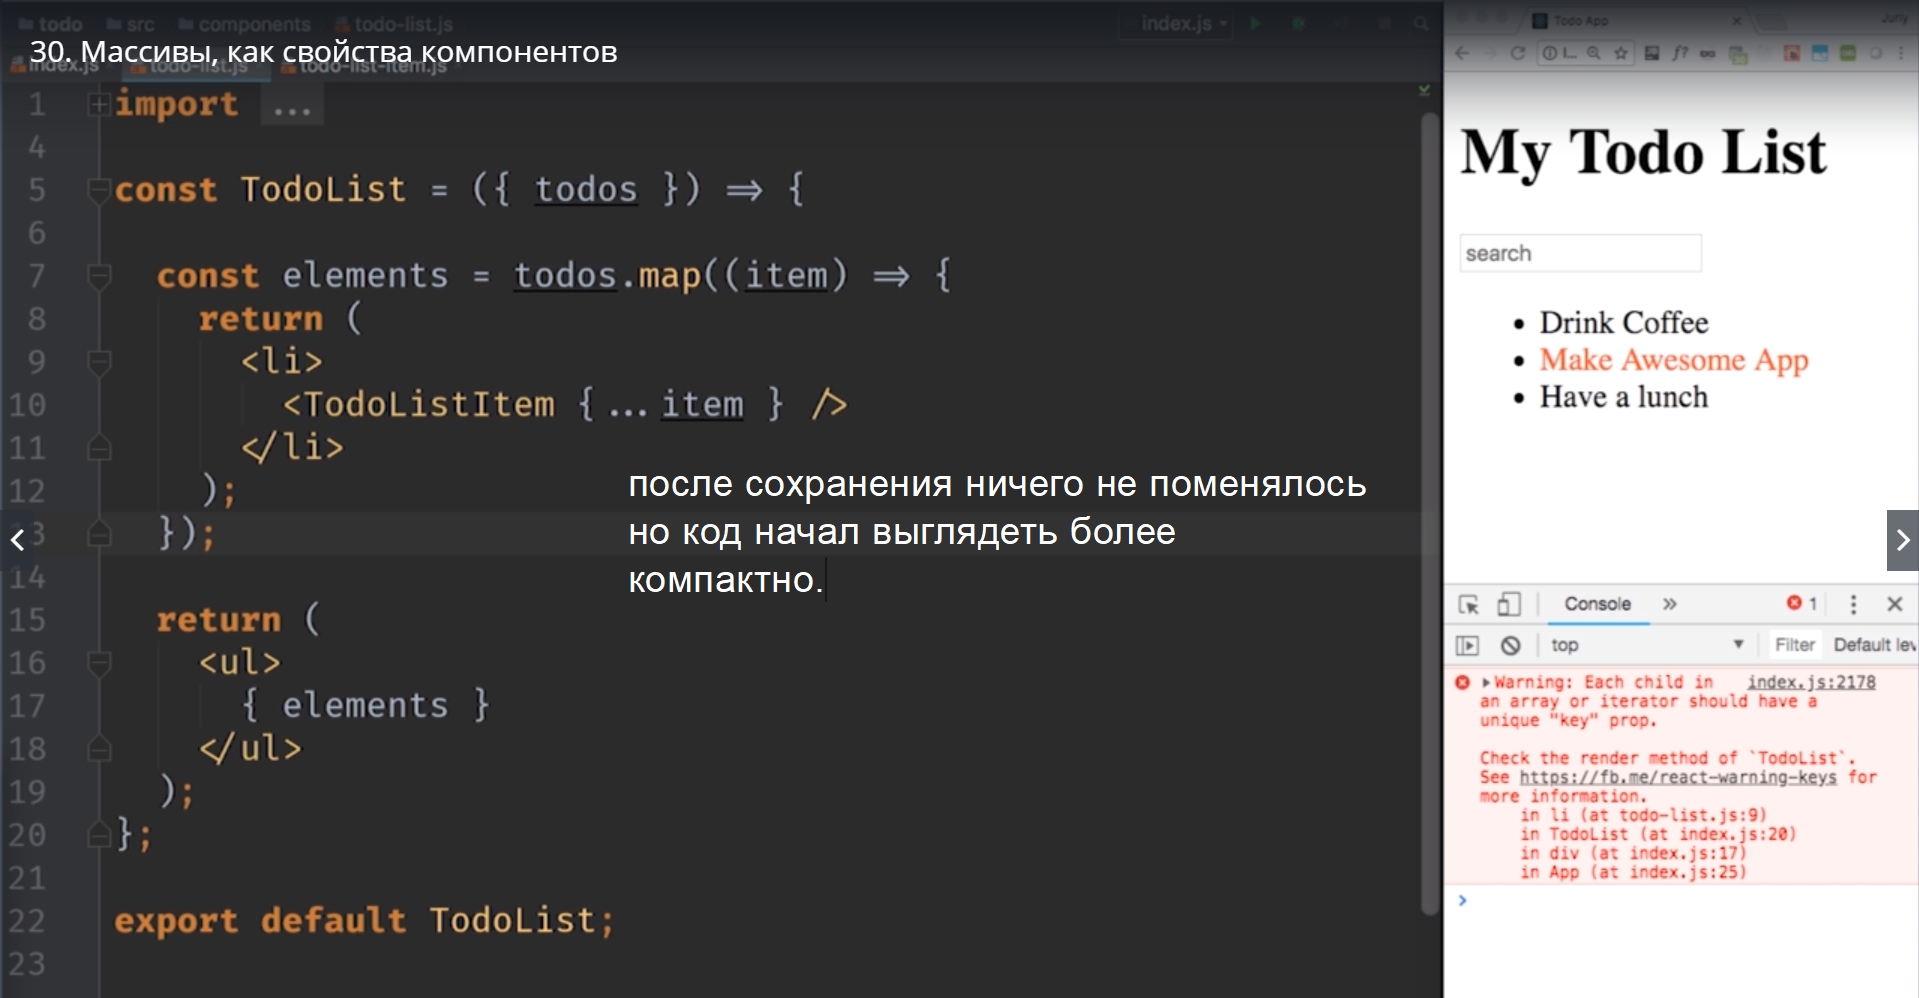 todo src components todo-list.js
index.js
30. Массивы, как свойства компонентов
index.js todo-list.js todo-list-item.js
1 import ...
4
5 const TodoList = ({ todos }) => {
6
7 const elements = todos.map((item) => {
8 return (
9 <li>
10 <TodoListItem {...item } />
11 </li>
12 );
13 });
14
15 return (
16 <ul>
17 { elements }
18 </ul>
19 );
20 };
21
22 export default TodoList;
23
после сохранения ничего не поменялось
но код начал выглядеть более
компактно.
Todo App
Juriy
f?
My Todo List
search
Drink Coffee
Make Awesome App
Have a lunch
Console » 1
top Filter Default lev
Warning: Each child in index.js:2178
an array or iterator should have a
unique "key" prop.
Check the render method of `TodoList`.
See https://fb.me/react-warning-keys for
more information.
in li (at todo-list.js:9)
in TodoList (at index.js:20)
in div (at index.js:17)
in App (at index.js:25)